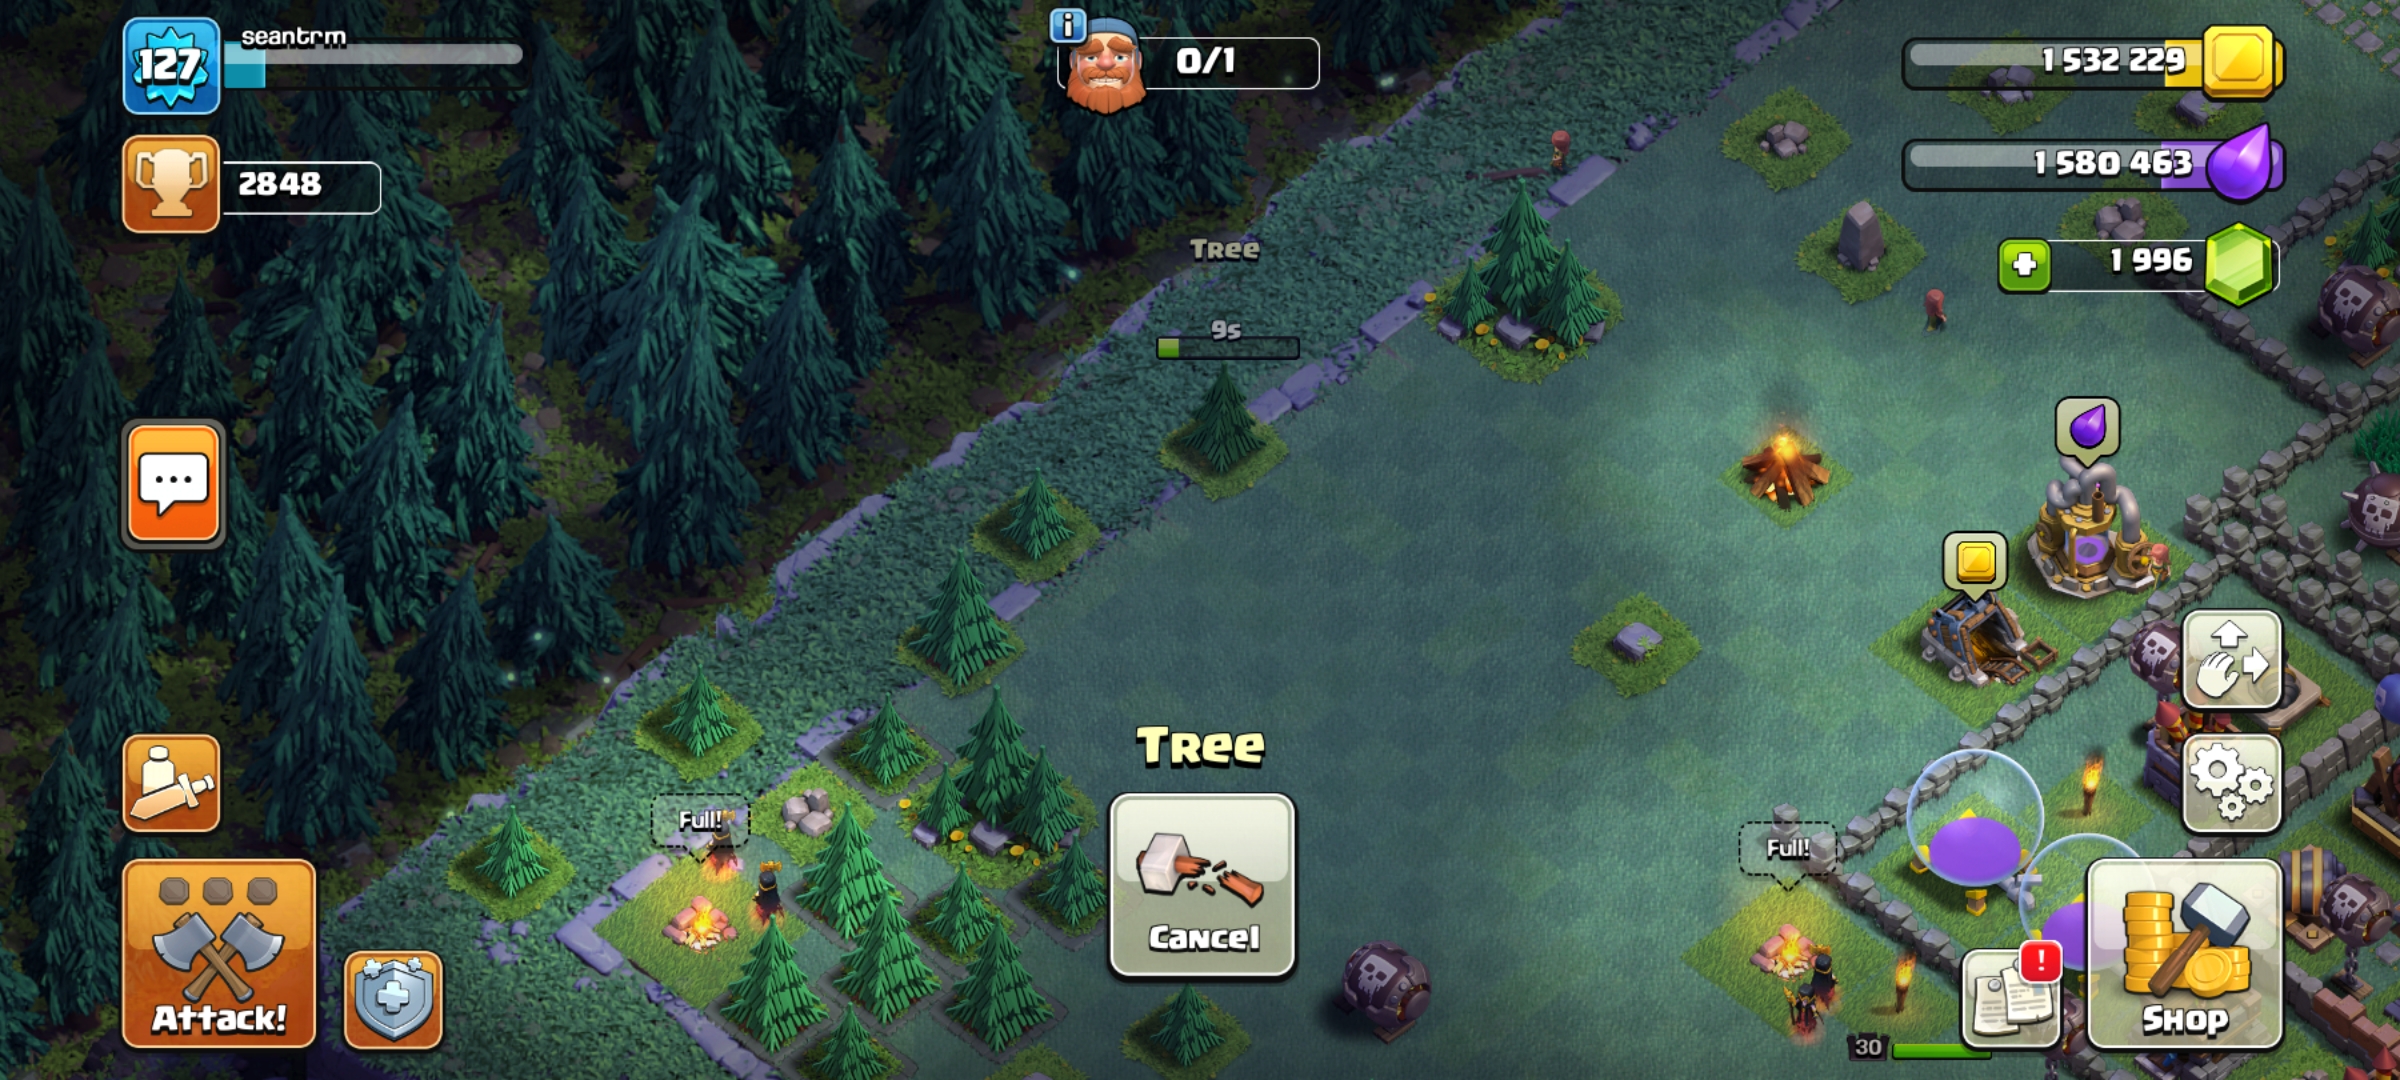 127
seantrm
i
0/1
1 532 229
2848
1 580 463
Tree
1 996
9s
Tree
Full!
Full!
Cancel
!
Attack!
Shop
30